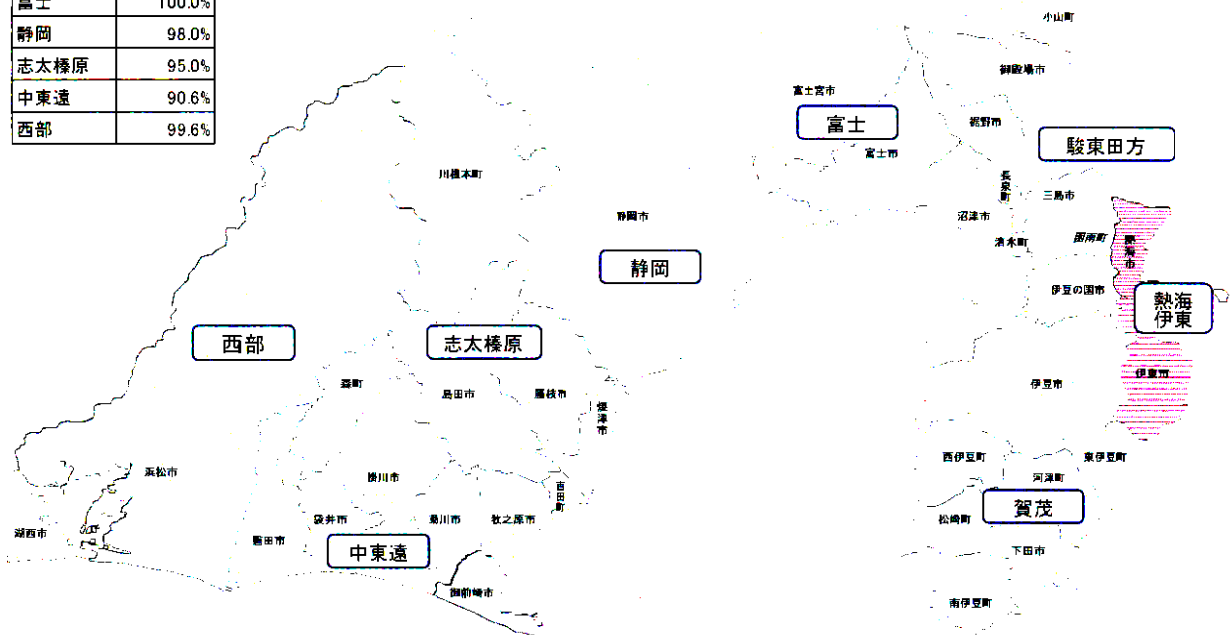 富士 100.0%
静岡 98.0%
志太榛原 95.0%
中東遠 90.6%
西部 99.6%
小山町
御殿場市
富士宮市
富士
裾野市
駿東田方
富士市
川根本町
長泉町
三島市
静岡市
沼津市
清水町
函南町
熱海市
静岡
伊豆の国市
熱海
伊東
西部
志太榛原
森町
島田市
藤枝市
焼津市
伊豆市
伊東市
浜松市
掛川市
吉田町
西伊豆町
東伊豆町
河津町
賀茂
松崎町
湖西市
磐田市
袋井市
菊川市
牧之原市
中東遠
下田市
御前崎市
南伊豆町